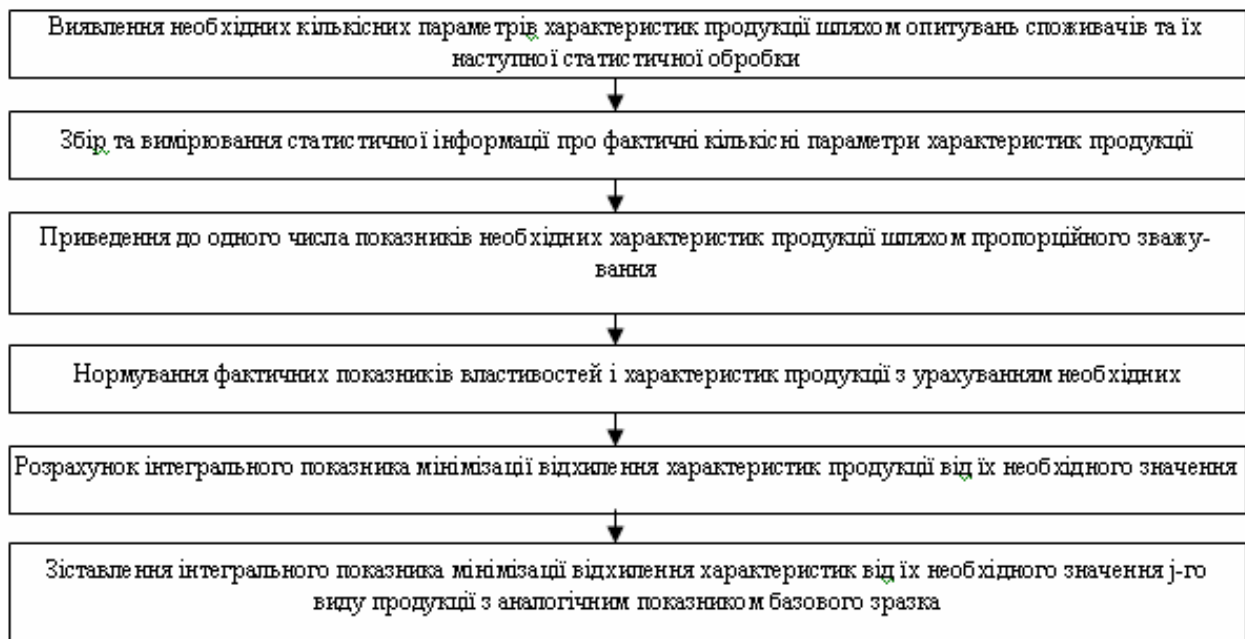 Виявлення необхідних кількісних параметрів характеристик продукції шляхом опитувань споживачів та їх
наступної статистичної обробки
Збір та вимірювання статистичної інформації про фактичні кількісні параметри характеристик продукції
Приведення до одного числа показників необхідних характеристик продукції шляхом пропорційного зважу-
вання
Нормування фактичних показників властивостей і характеристик продукції з урахуванням необхідних
Розрахунок інтегрального показника мінімізації відхилення характеристик продукції від їх необхідного значення
Зіставлення інтегрального показника мінімізації відхилення характеристик від їх необхідного значення j-го
виду продукції з аналогічним показником базового зразка